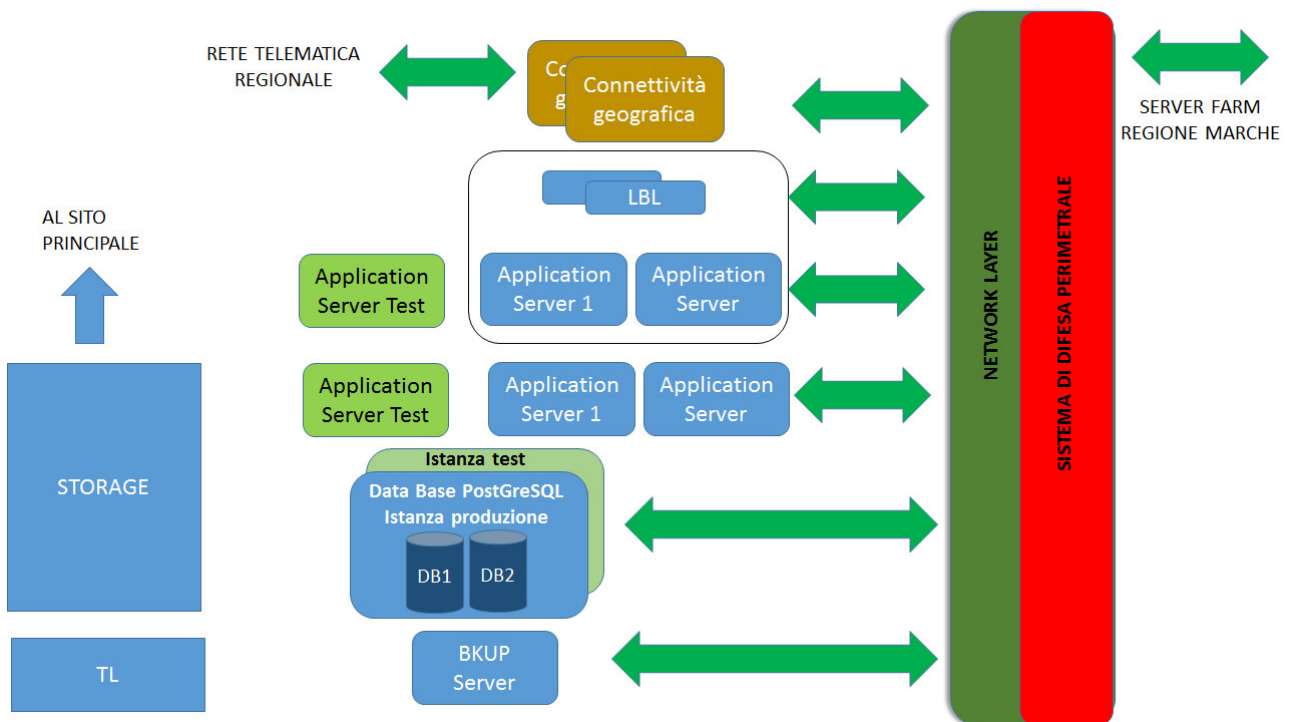 RETE TELEMATICA
REGIONALE
Connettività
geografica
SERVER FARM
REGIONE MARCHE
LBL
AL SITO
PRINCIPALE
Application
Server Test
Application
Server 1
Application
Server
Application
Server Test
Application
Server 1
Application
Server
STORAGE
Istanza test
Data Base PostGreSQL
Istanza produzione
DB1
DB2
BKUP
Server
TL
NETWORK LAYER
SISTEMA DI DIFESA PERIMETRALE